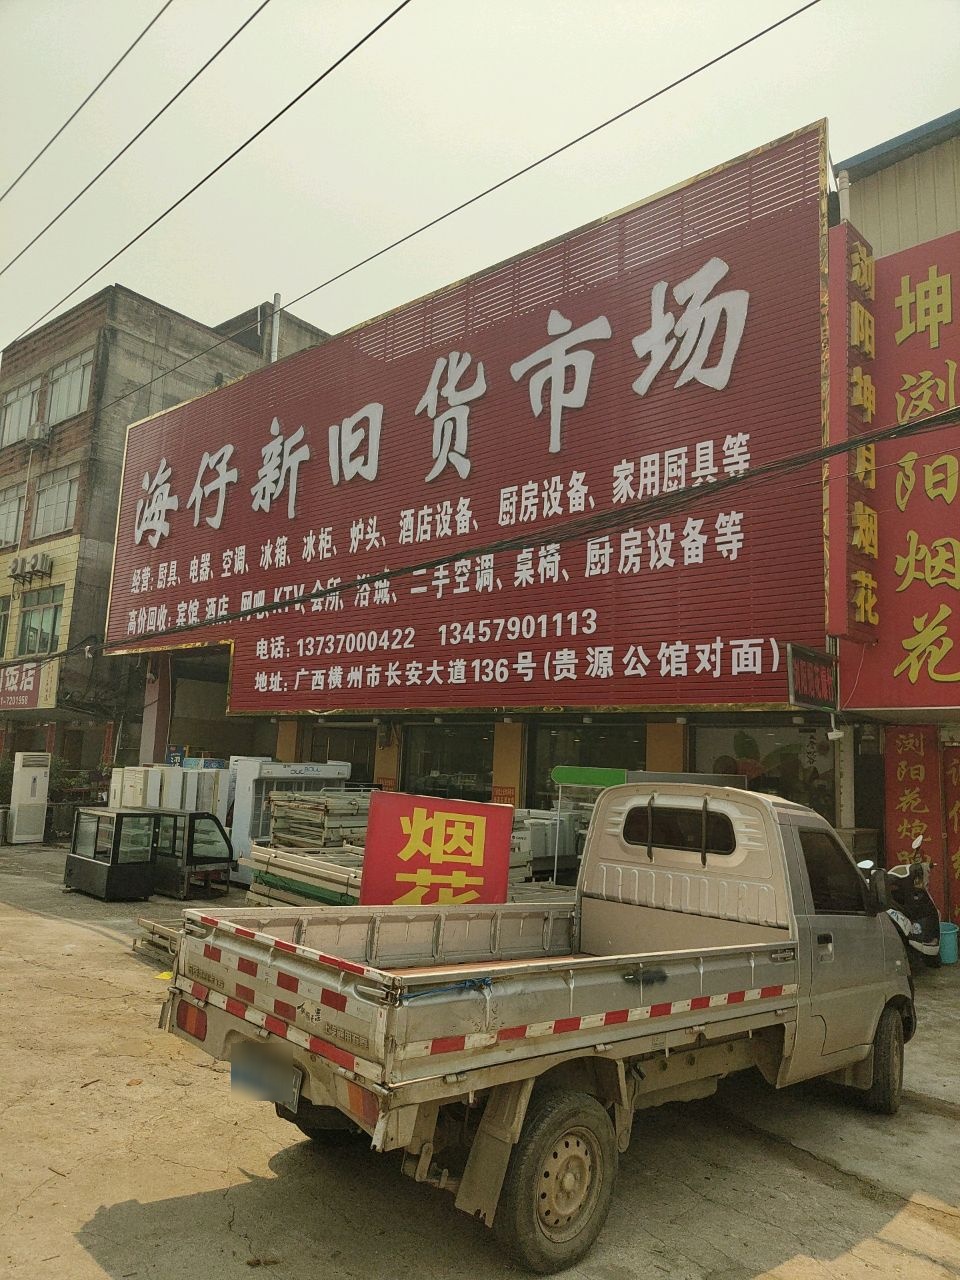 海仔新旧货市场
经营:厨具、电器、空调、冰箱、冰柜、炉头、酒店设备、厨房设备、家用厨具等
高价回收:宾馆、酒店、网吧、KTV、会所、浴城、二手空调、桌椅、厨房设备等
电话:13737000422 13457901113
地址:广西横州市长安大道136号(贵源公馆对面)
浏阳坤月烟花
坤
浏阳烟花
浏阳花炮
烟花
饭店